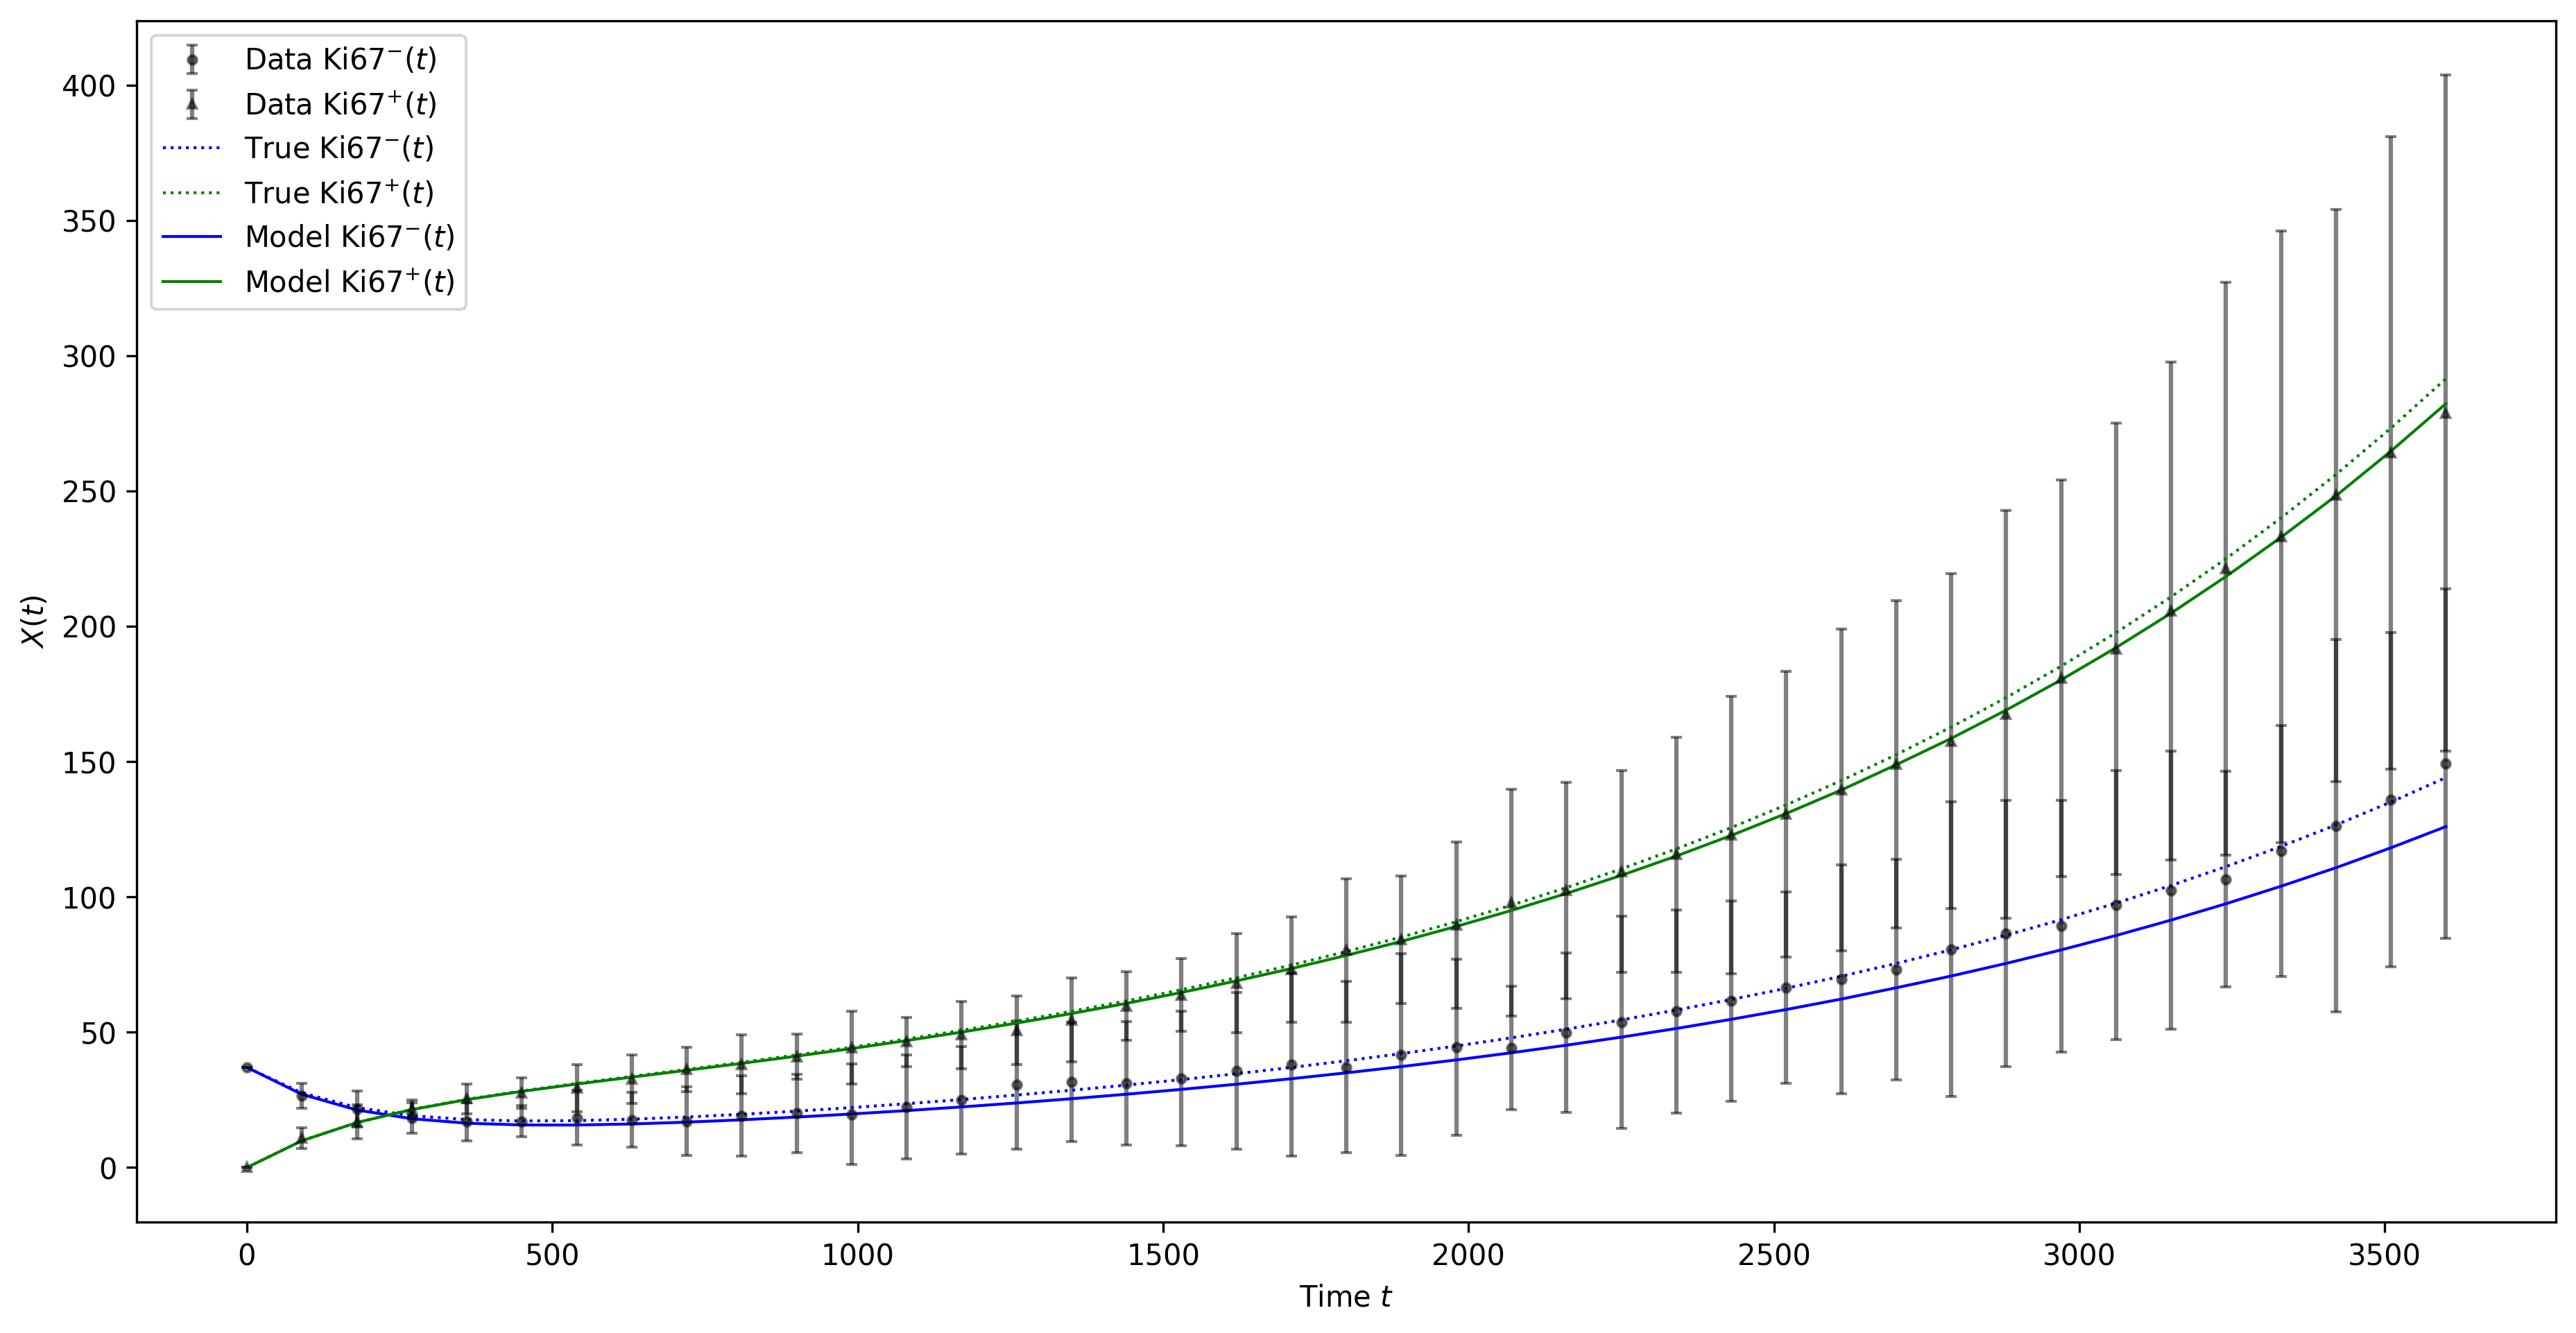 Data Ki67⁻(t)
Data Ki67⁺(t)
True Ki67⁻(t)
True Ki67⁺(t)
Model Ki67⁻(t)
Model Ki67⁺(t)
400
350
300
250
200
150
100
50
0
X(t)
0 500 1000 1500 2000 2500 3000 3500
Time t